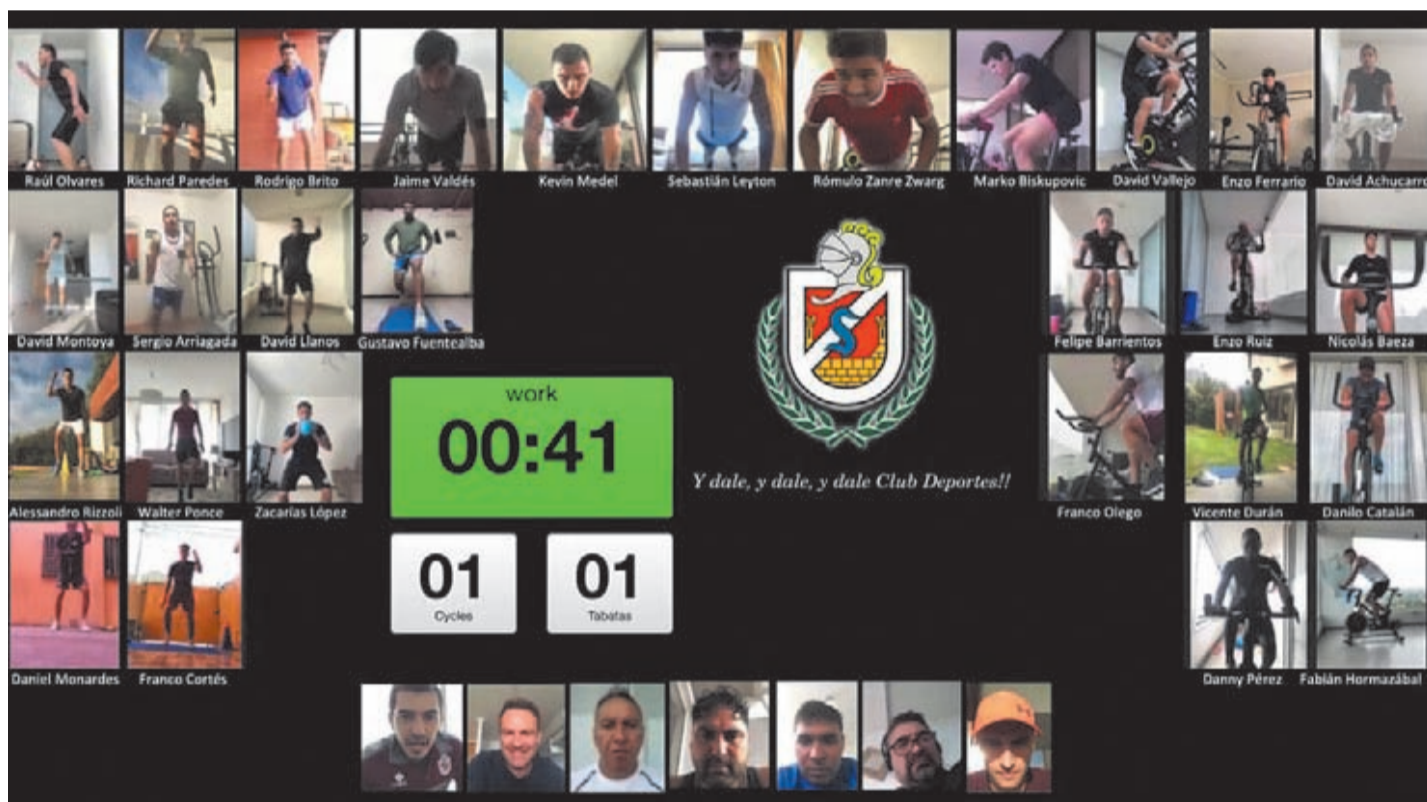 Raúl Olvares
Richard Paredes
Rodrigo Brito
Jaime Valdés
Kevin Medel
Sebastián Leyton
Rómulo Zanre Zwarg
Marko Biskupovic
David Vallejo
Enzo Ferrario
David Achucarro
David Montoya
Sergio Arriagada
David Llanos
Gustavo Fuentealba
Felipe Barrientos
Enzo Ruiz
Nicolás Baeza
work
00:41
Y dale, y dale, y dale Club Deportes!!
Alessandro Rizzoli
Walter Ponce
Zacarías López
Franco Olego
Vicente Durán
Danilo Catalán
01
Cycles
01
Tabatas
Daniel Monardes
Franco Cortés
Danny Pérez
Fabián Hormazábal